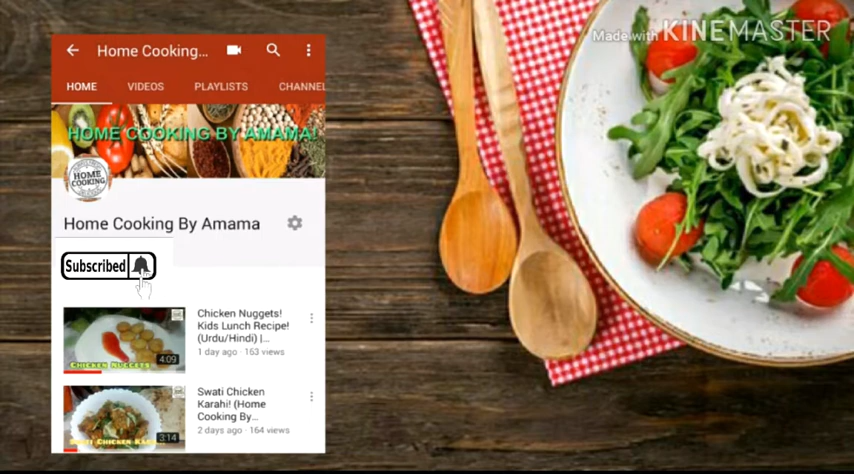 Made with KINEMASTER
Home Cooking...
HOME VIDEOS PLAYLISTS CHANNEL
HOME COOKING BY AMAMA!
HOME
COOKING
Home Cooking By Amama
Subscribed
Chicken Nuggets!
Kids Lunch Recipe!
(Urdu/Hindi) |...
1 day ago · 163 views
4:09
CHICKEN NUGGETS
Swati Chicken
Karahi! (Home
Cooking By...
2 days ago · 164 views
3:14